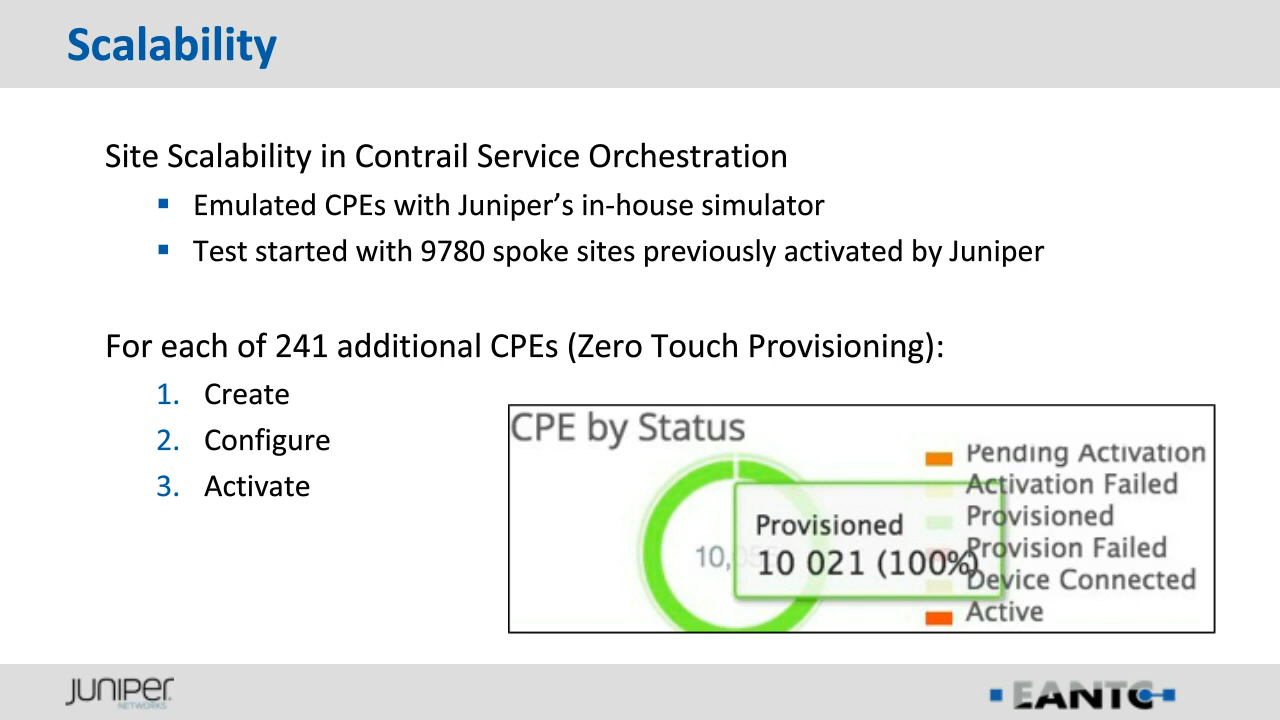 Scalability
Site Scalability in Contrail Service Orchestration
▪ Emulated CPEs with Juniper’s in-house simulator
▪ Test started with 9780 spoke sites previously activated by Juniper
For each of 241 additional CPEs (Zero Touch Provisioning):
1. Create
2. Configure
3. Activate
CPE by Status
Pending Activation
Activation Failed
Provisioned
Provision Failed
Device Connected
Active
Provisioned
10 021 (100%)
JUNIPER
NETWORKS
EANTC